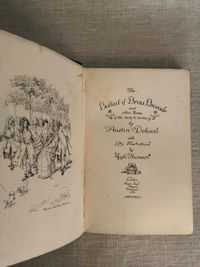 The
Ballad of Beau Brocade
and
Other Poems
of the XVIIIth Century
by
Austin Dobson
with
Fifty Illustrations
by
Hugh Thomson
London